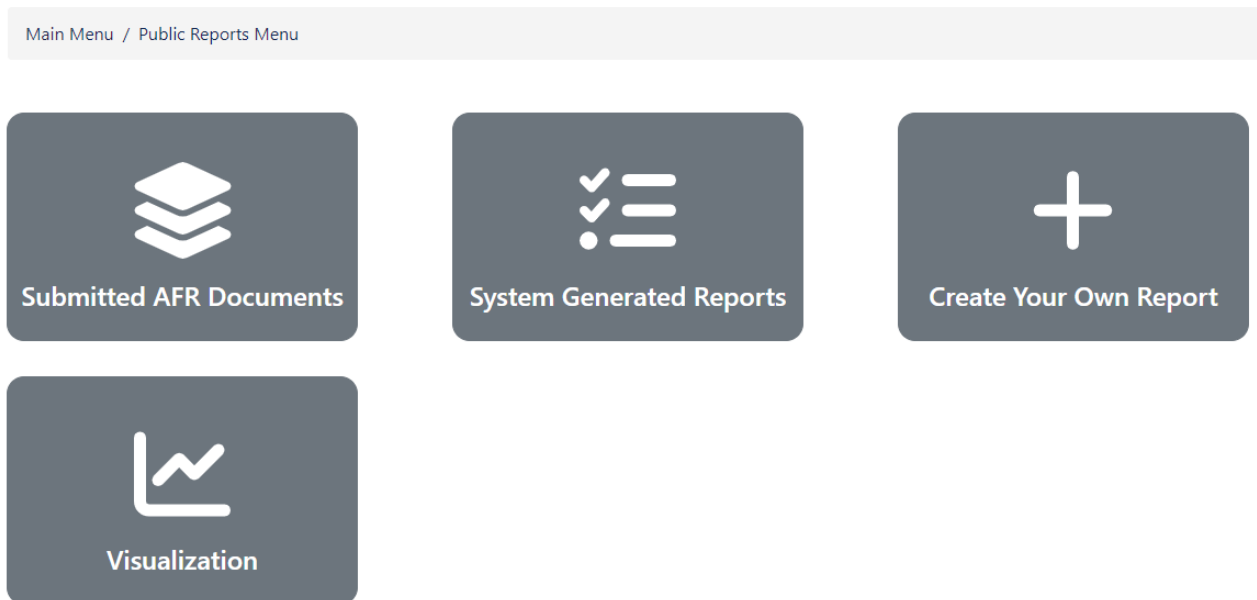 Main Menu / Public Reports Menu
Submitted AFR Documents
System Generated Reports
Create Your Own Report
Visualization